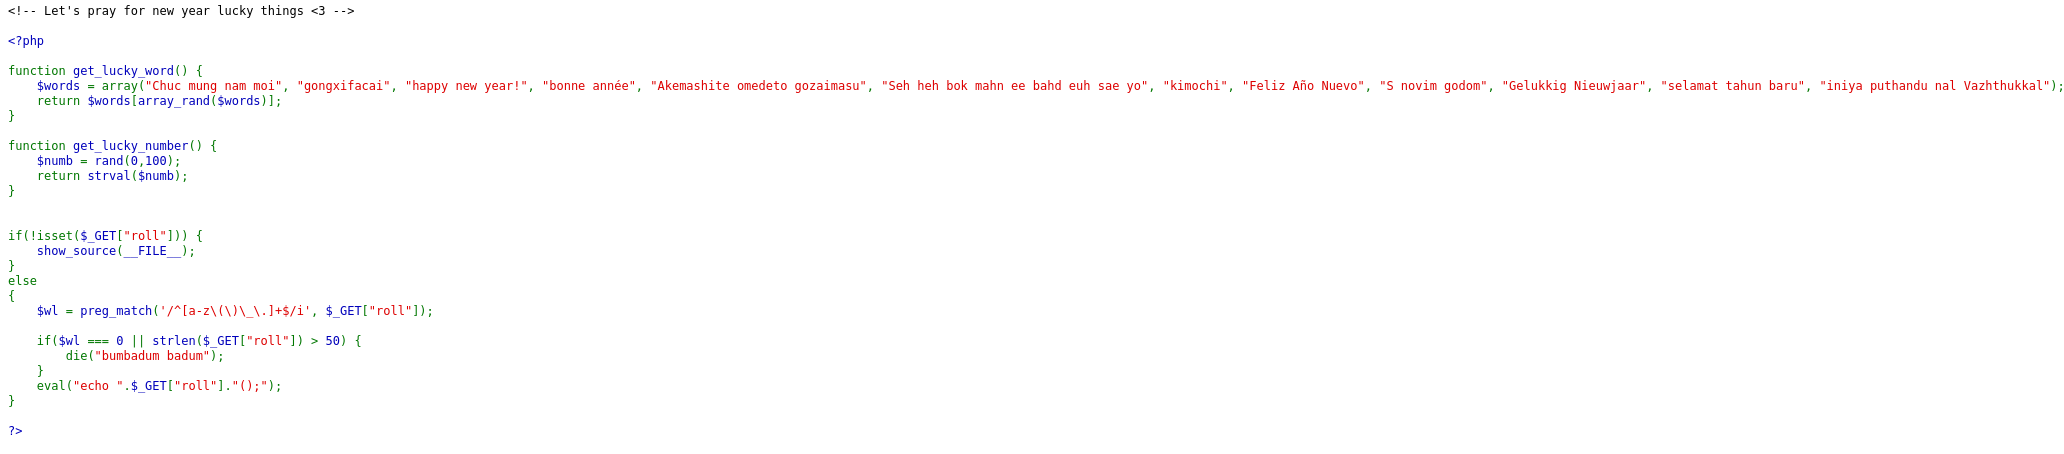 <!-- Let's pray for new year lucky things <3 -->
<?php
function get_lucky_word() {
    $words = array("Chuc mung nam moi", "gongxifacai", "happy new year!", "bonne année", "Akemashite omedeto gozaimasu", "Seh heh bok mahn ee bahd euh sae yo", "kimochi", "Feliz Año Nuevo", "S novim godom", "Gelukkig Nieuwjaar", "selamat tahun baru", "iniya puthandu nal Vazhthukkal");
    return $words[array_rand($words)];
}
function get_lucky_number() {
    $numb = rand(0,100);
    return strval($numb);
}
if(!isset($_GET["roll"])) {
    show_source(__FILE__);
}
else
{
    $wl = preg_match('/^[a-z\(\)\_\.]+$/i', $_GET["roll"]);
    if($wl === 0 || strlen($_GET["roll"]) > 50) {
        die("bumbadum badum");
    }
    eval("echo ".$_GET["roll"]."();");
}
?>